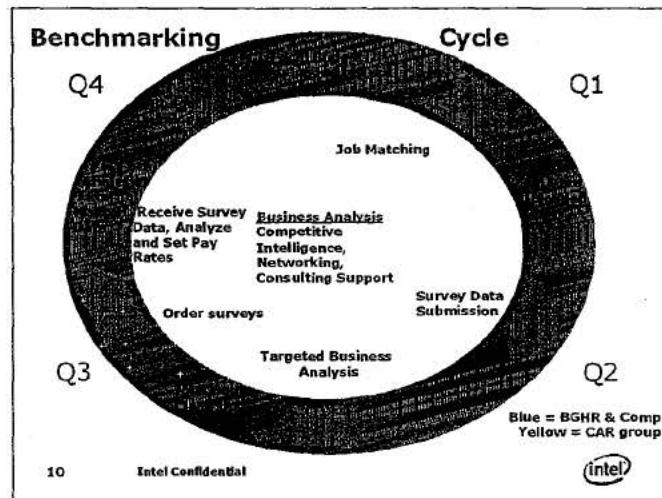 Benchmarking Cycle
Q4
Q1
Job Matching
Receive Survey
Data, Analyze
and Set Pay
Rates
Business Analysis
Competitive
Intelligence,
Networking,
Consulting Support
Order surveys
Survey Data
Submission
Targeted Business
Analysis
Q3
Q2
Blue = BGHR & Comp
Yellow = CAR group
10
Intel Confidential
intel